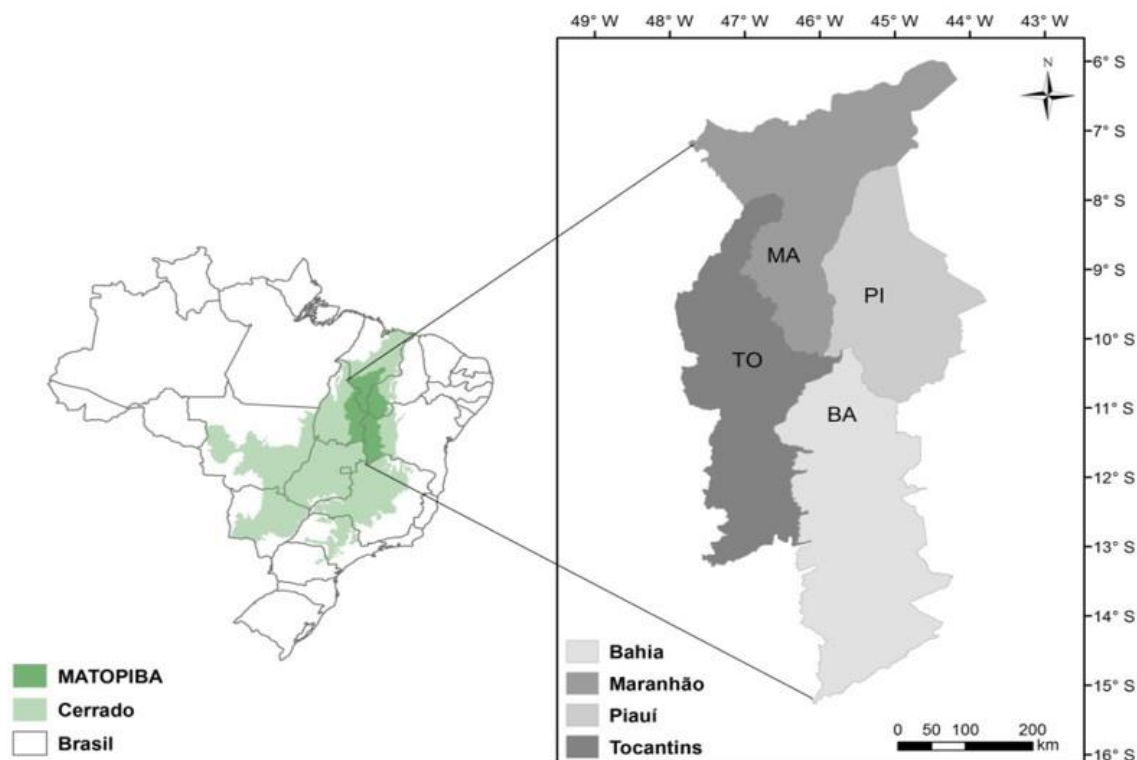 49° W 48° W 47° W 46° W 45° W 44° W 43° W
6° S
N
7° S
8° S
MA
9° S
PI
10° S
TO
11° S
BA
12° S
13° S
14° S
15° S
16° S
MATOPIBA
Cerrado
Brasil
Bahia
Maranhão
Piauí
Tocantins
0 50 100 200
km